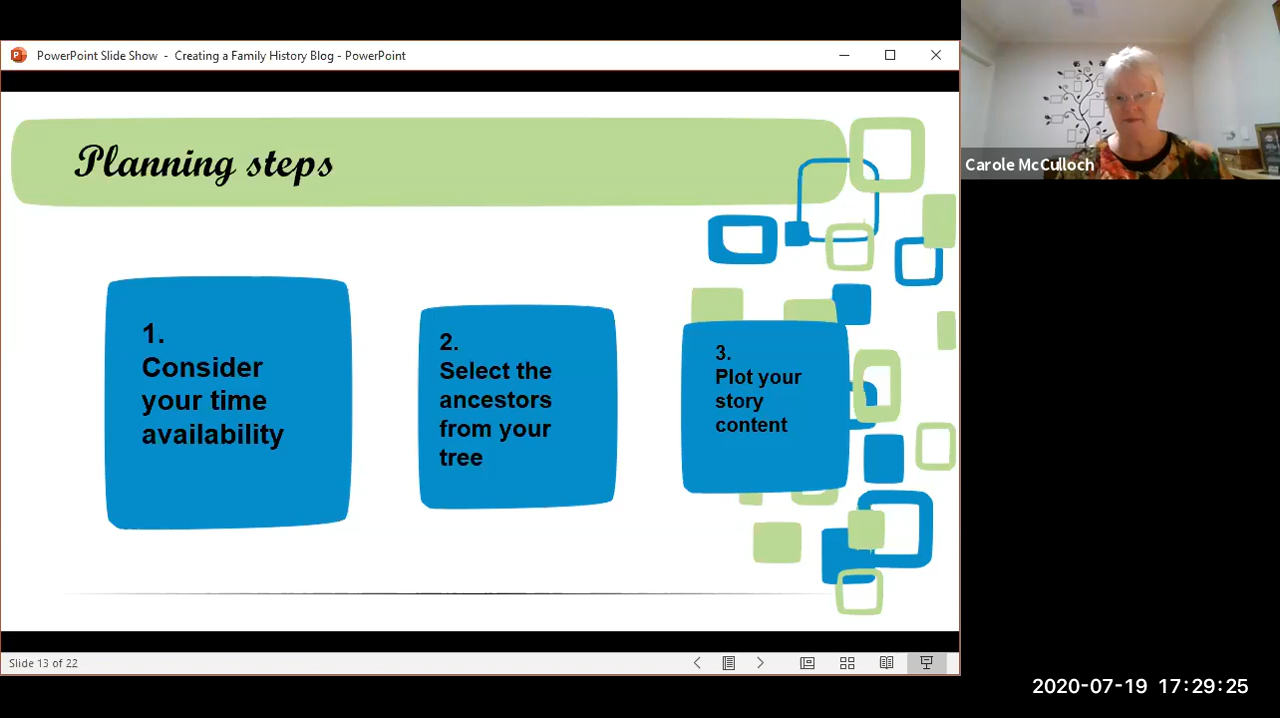 PowerPoint Slide Show - Creating a Family History Blog - PowerPoint
Planning steps
1.
Consider
your time
availability
2.
Select the
ancestors
from your
tree
3.
Plot your
story
content
Slide 13 of 22
Carole McCulloch
2020-07-19 17:29:25